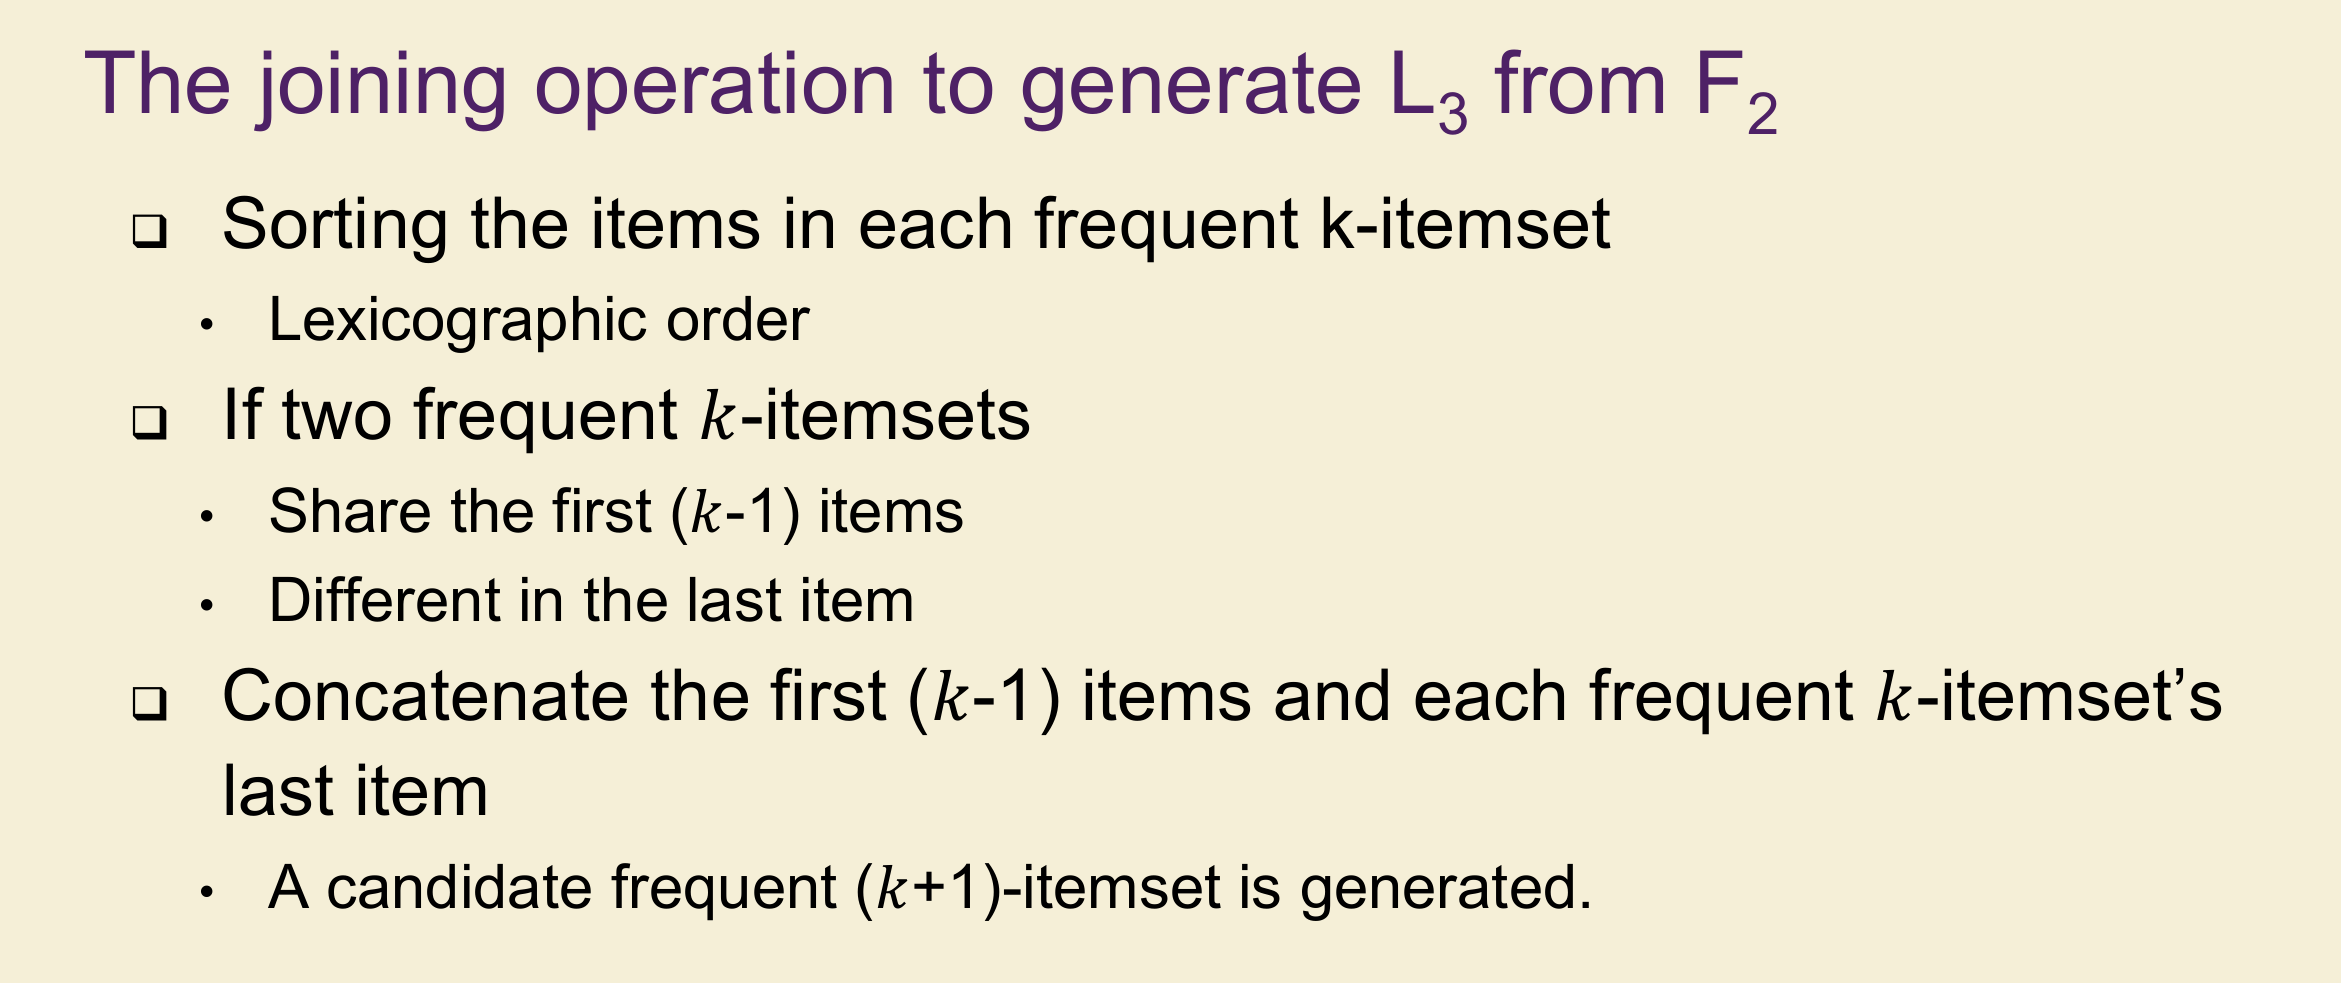 The joining operation to generate L₃ from F₂
❑ Sorting the items in each frequent k-itemset
• Lexicographic order
❑ If two frequent k-itemsets
• Share the first (k-1) items
• Different in the last item
❑ Concatenate the first (k-1) items and each frequent k-itemset’s
last item
• A candidate frequent (k+1)-itemset is generated.